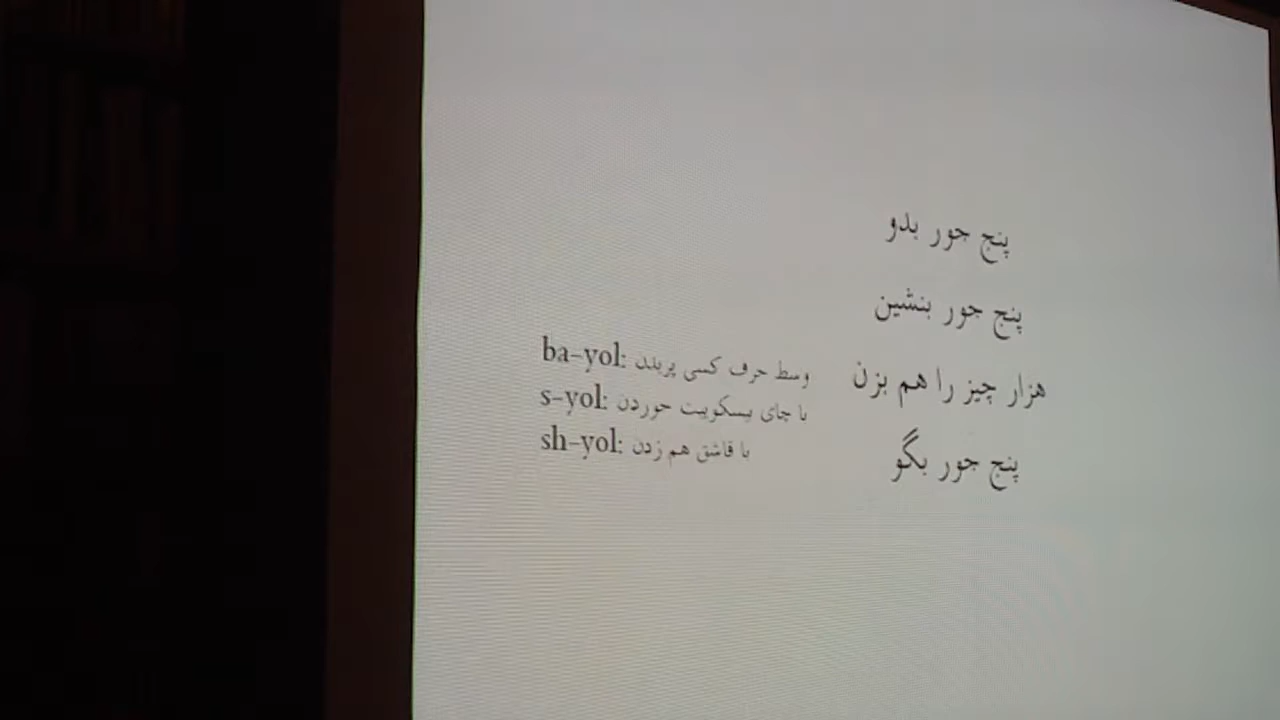 پنج جور بدو
پنج جور بنشین
هزار چیز را هم بزن
پنج جور بگو
ba-yol: وسط حرف کسی پریدن
s-yol: با چای بیسکوییت خوردن
sh-yol: با قاشق هم زدن